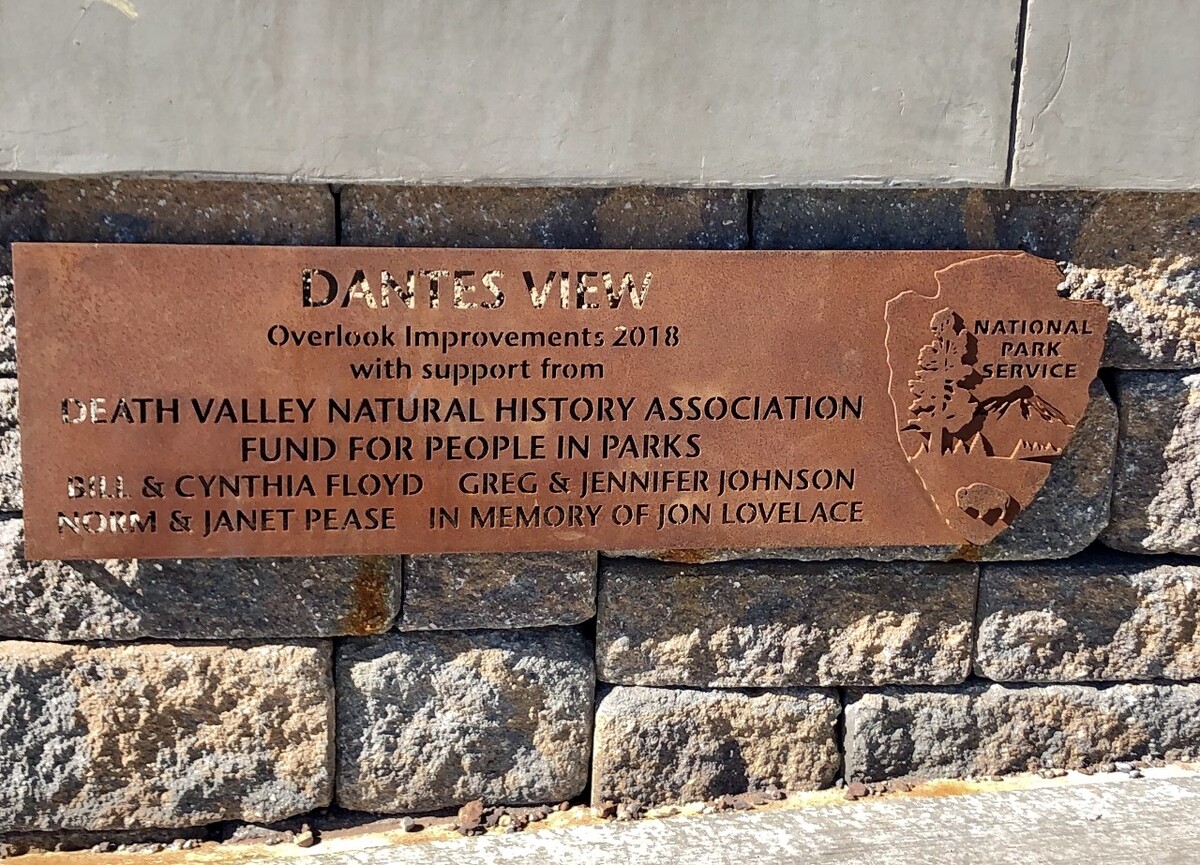 DANTES VIEW
Overlook Improvements 2018
with support from
DEATH VALLEY NATURAL HISTORY ASSOCIATION
FUND FOR PEOPLE IN PARKS
BILL & CYNTHIA FLOYD GREG & JENNIFER JOHNSON
NORM & JANET PEASE IN MEMORY OF JON LOVELACE
NATIONAL
PARK
SERVICE